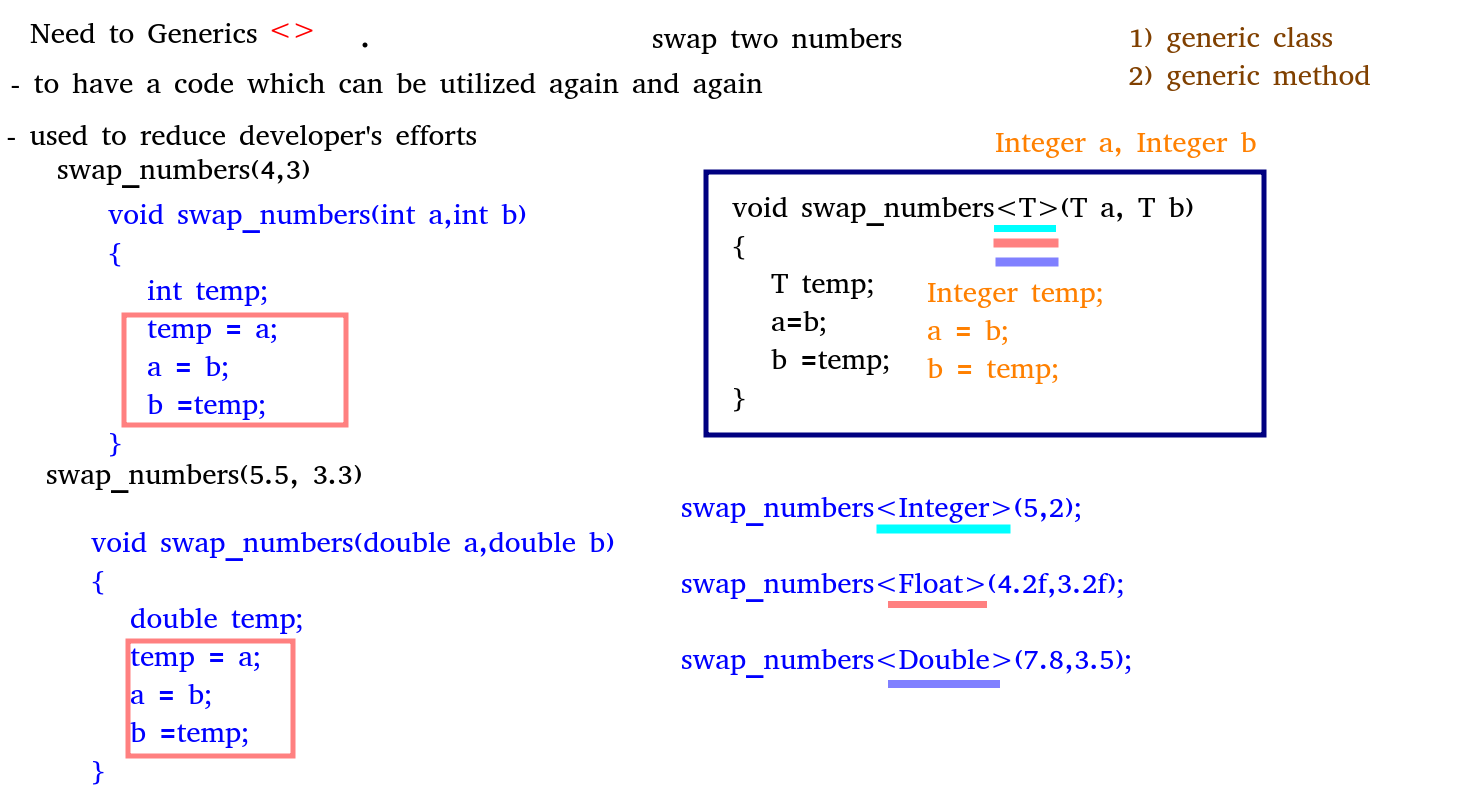 Need to Generics <> .
- to have a code which can be utilized again and again
- used to reduce developer's efforts
swap_numbers(4,3)
void swap_numbers(int a,int b)
{
int temp;
temp = a;
a = b;
b =temp;
}
swap_numbers(5.5, 3.3)
void swap_numbers(double a,double b)
{
double temp;
temp = a;
a = b;
b =temp;
}
swap two numbers
1) generic class
2) generic method
Integer a, Integer b
void swap_numbers<T>(T a, T b)
{
T temp;
a=b;
b =temp;
}
Integer temp;
a = b;
b = temp;
swap_numbers<Integer>(5,2);
swap_numbers<Float>(4.2f,3.2f);
swap_numbers<Double>(7.8,3.5);